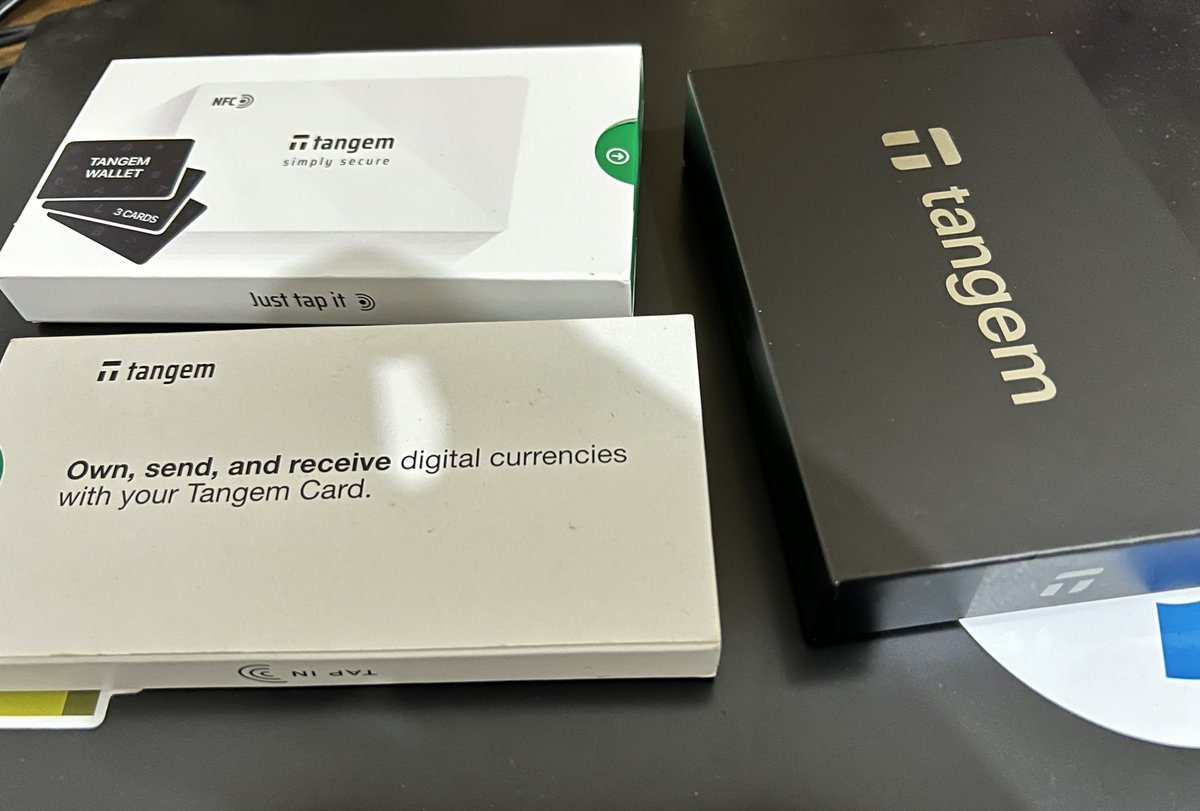 NFC
tangem
simply secure
TANGEM
WALLET
3 CARDS
Just tap it
tangem
Own, send, and receive digital currencies
with your Tangem Card.
TAP IN
tangem